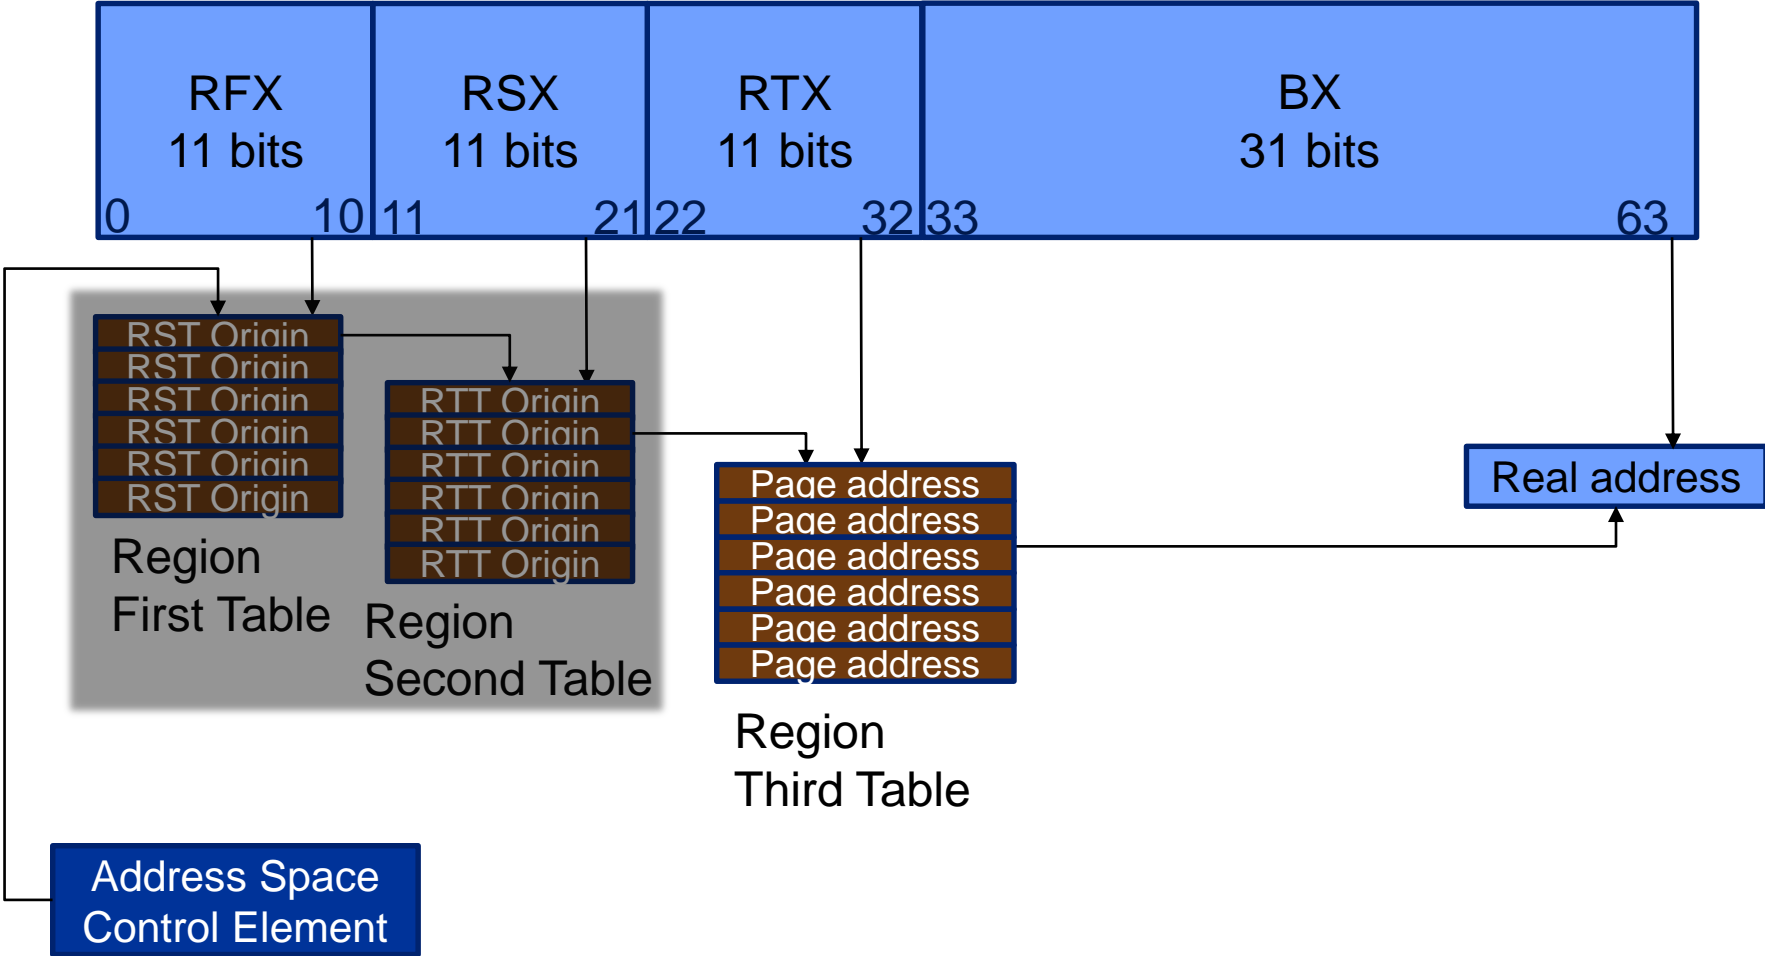 RFX
11 bits
RSX
11 bits
RTX
11 bits
BX
31 bits
0
10
11
21
22
32
33
63
RST Origin
RST Origin
RST Origin
RST Origin
RST Origin
RST Origin
Region
First Table
RTT Origin
RTT Origin
RTT Origin
RTT Origin
RTT Origin
RTT Origin
Region
Second Table
Page address
Page address
Page address
Page address
Page address
Page address
Region
Third Table
Real address
Address Space
Control Element